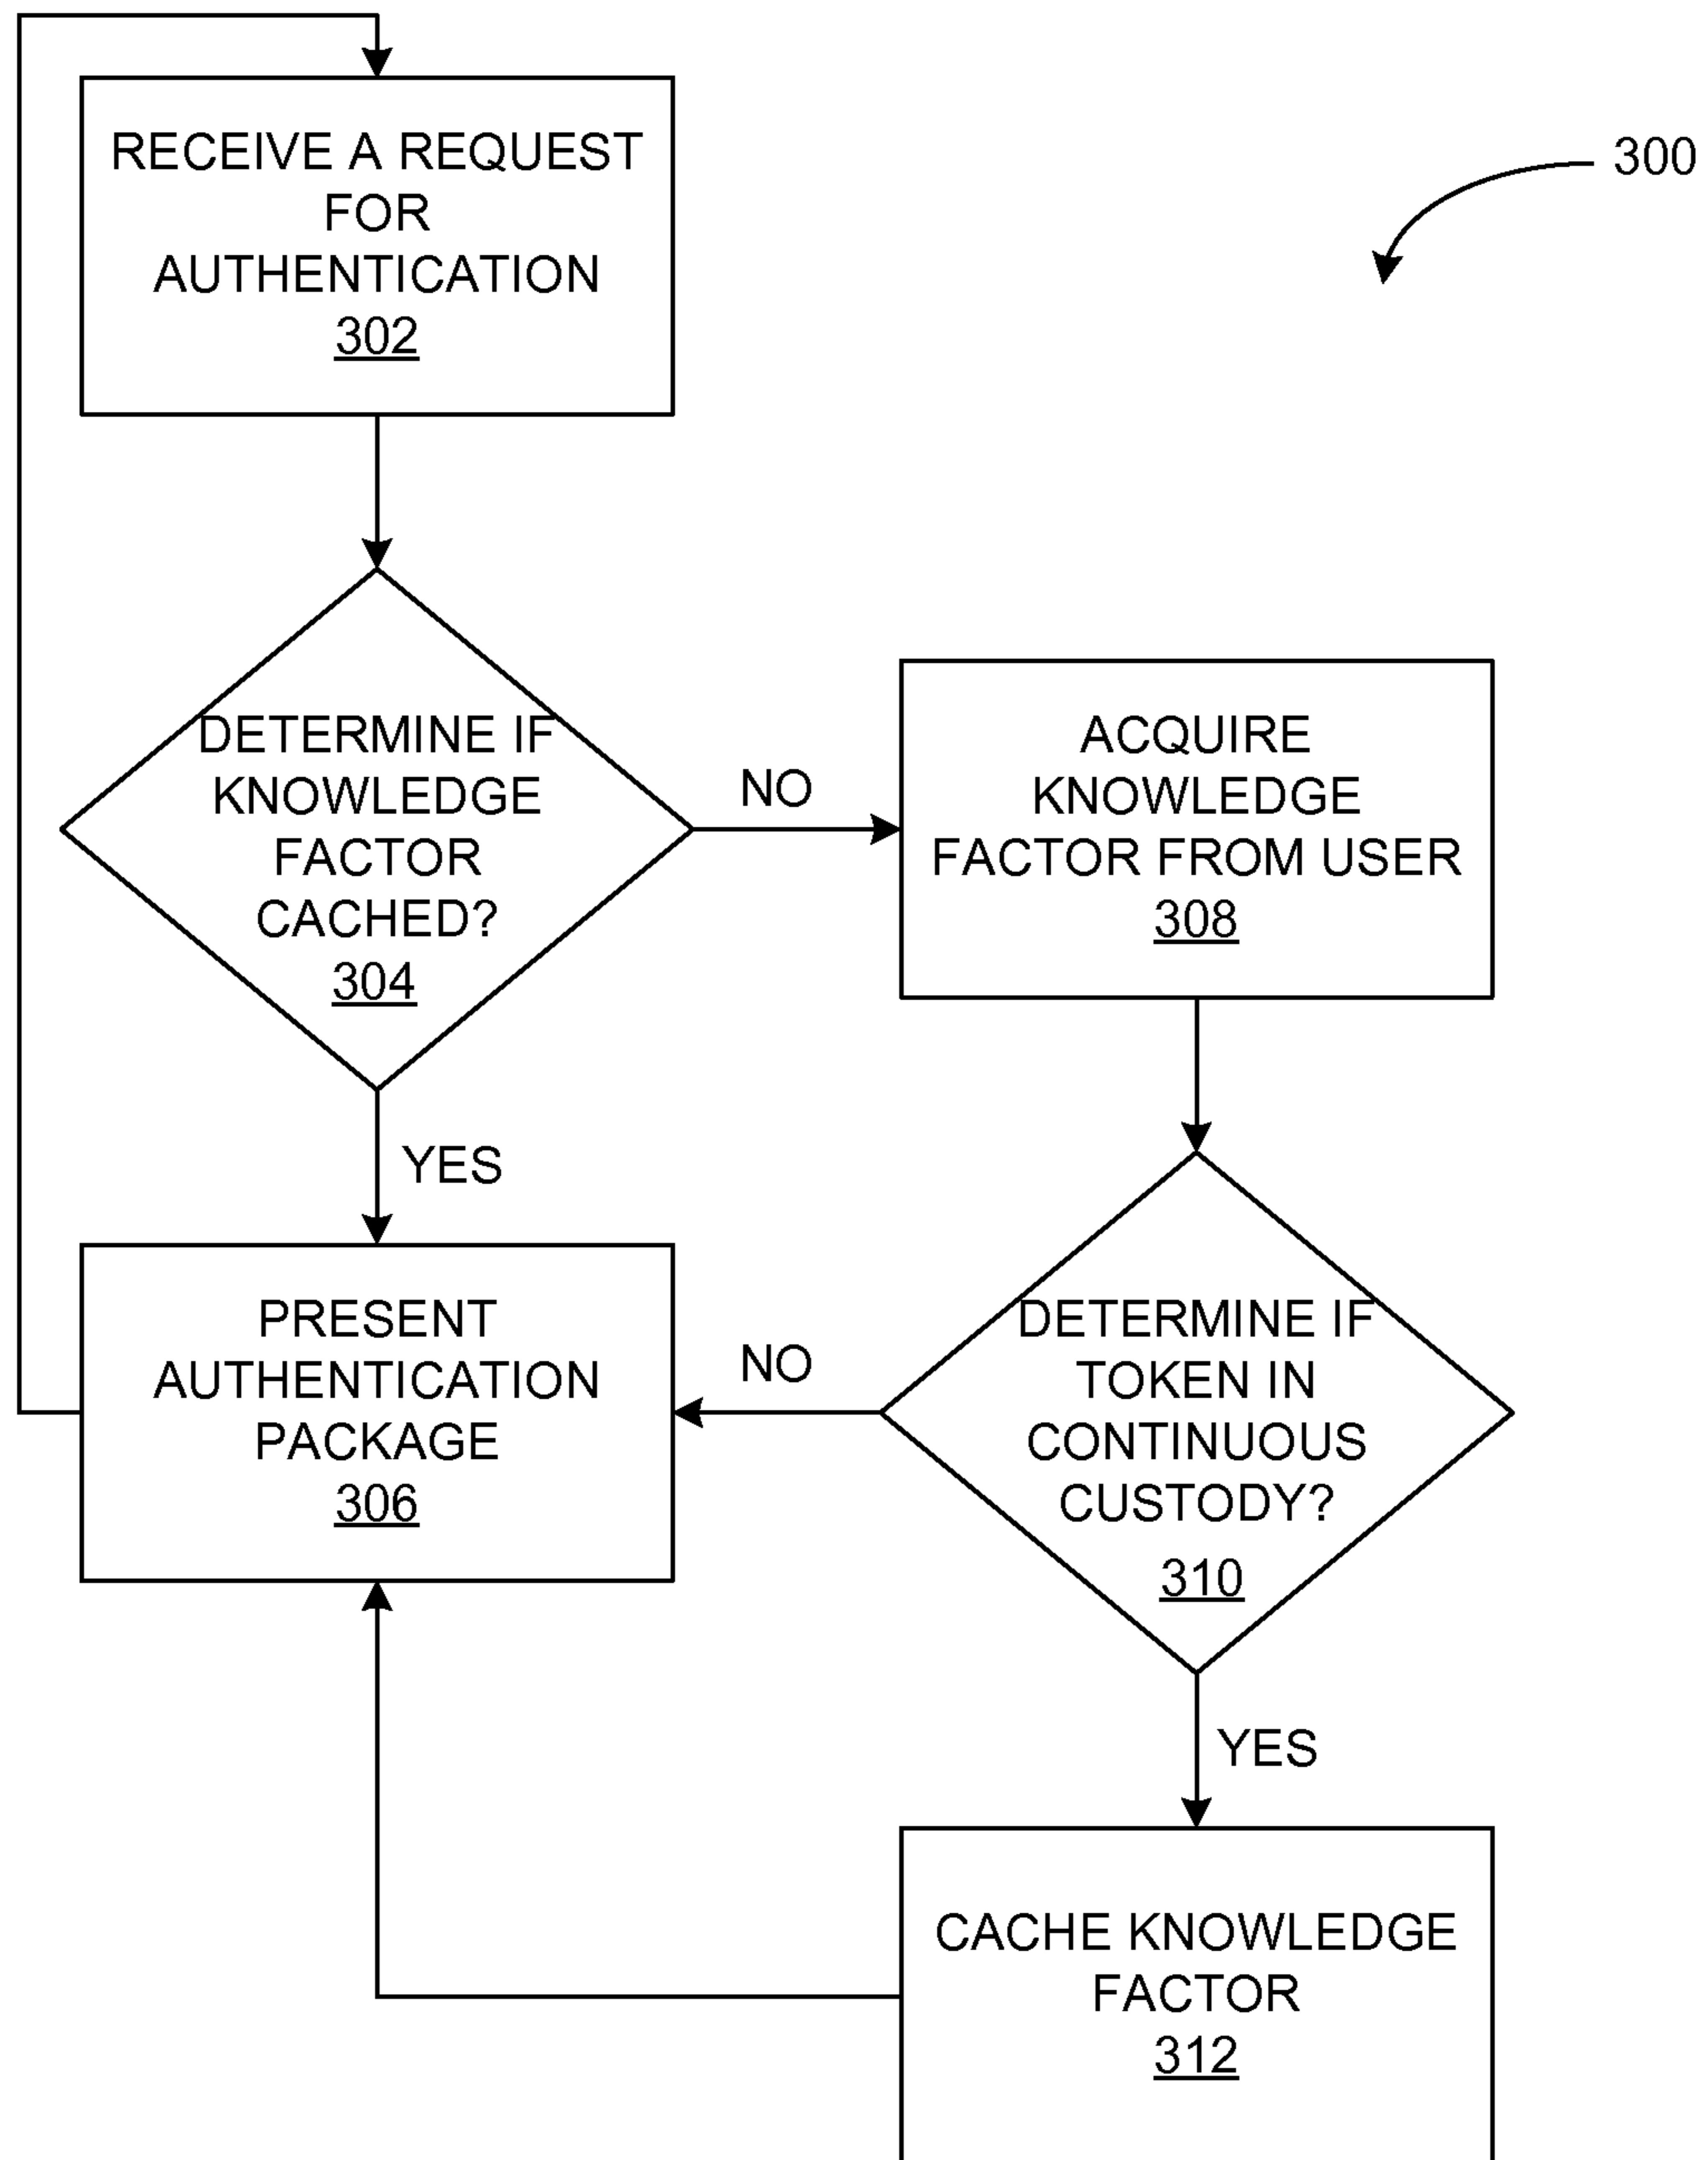 RECEIVE A REQUEST
FOR
AUTHENTICATION
302
300
DETERMINE IF
KNOWLEDGE
FACTOR
CACHED?
304
NO
ACQUIRE
KNOWLEDGE
FACTOR FROM USER
308
YES
PRESENT
AUTHENTICATION
PACKAGE
306
NO
DETERMINE IF
TOKEN IN
CONTINUOUS
CUSTODY?
310
YES
CACHE KNOWLEDGE
FACTOR
312